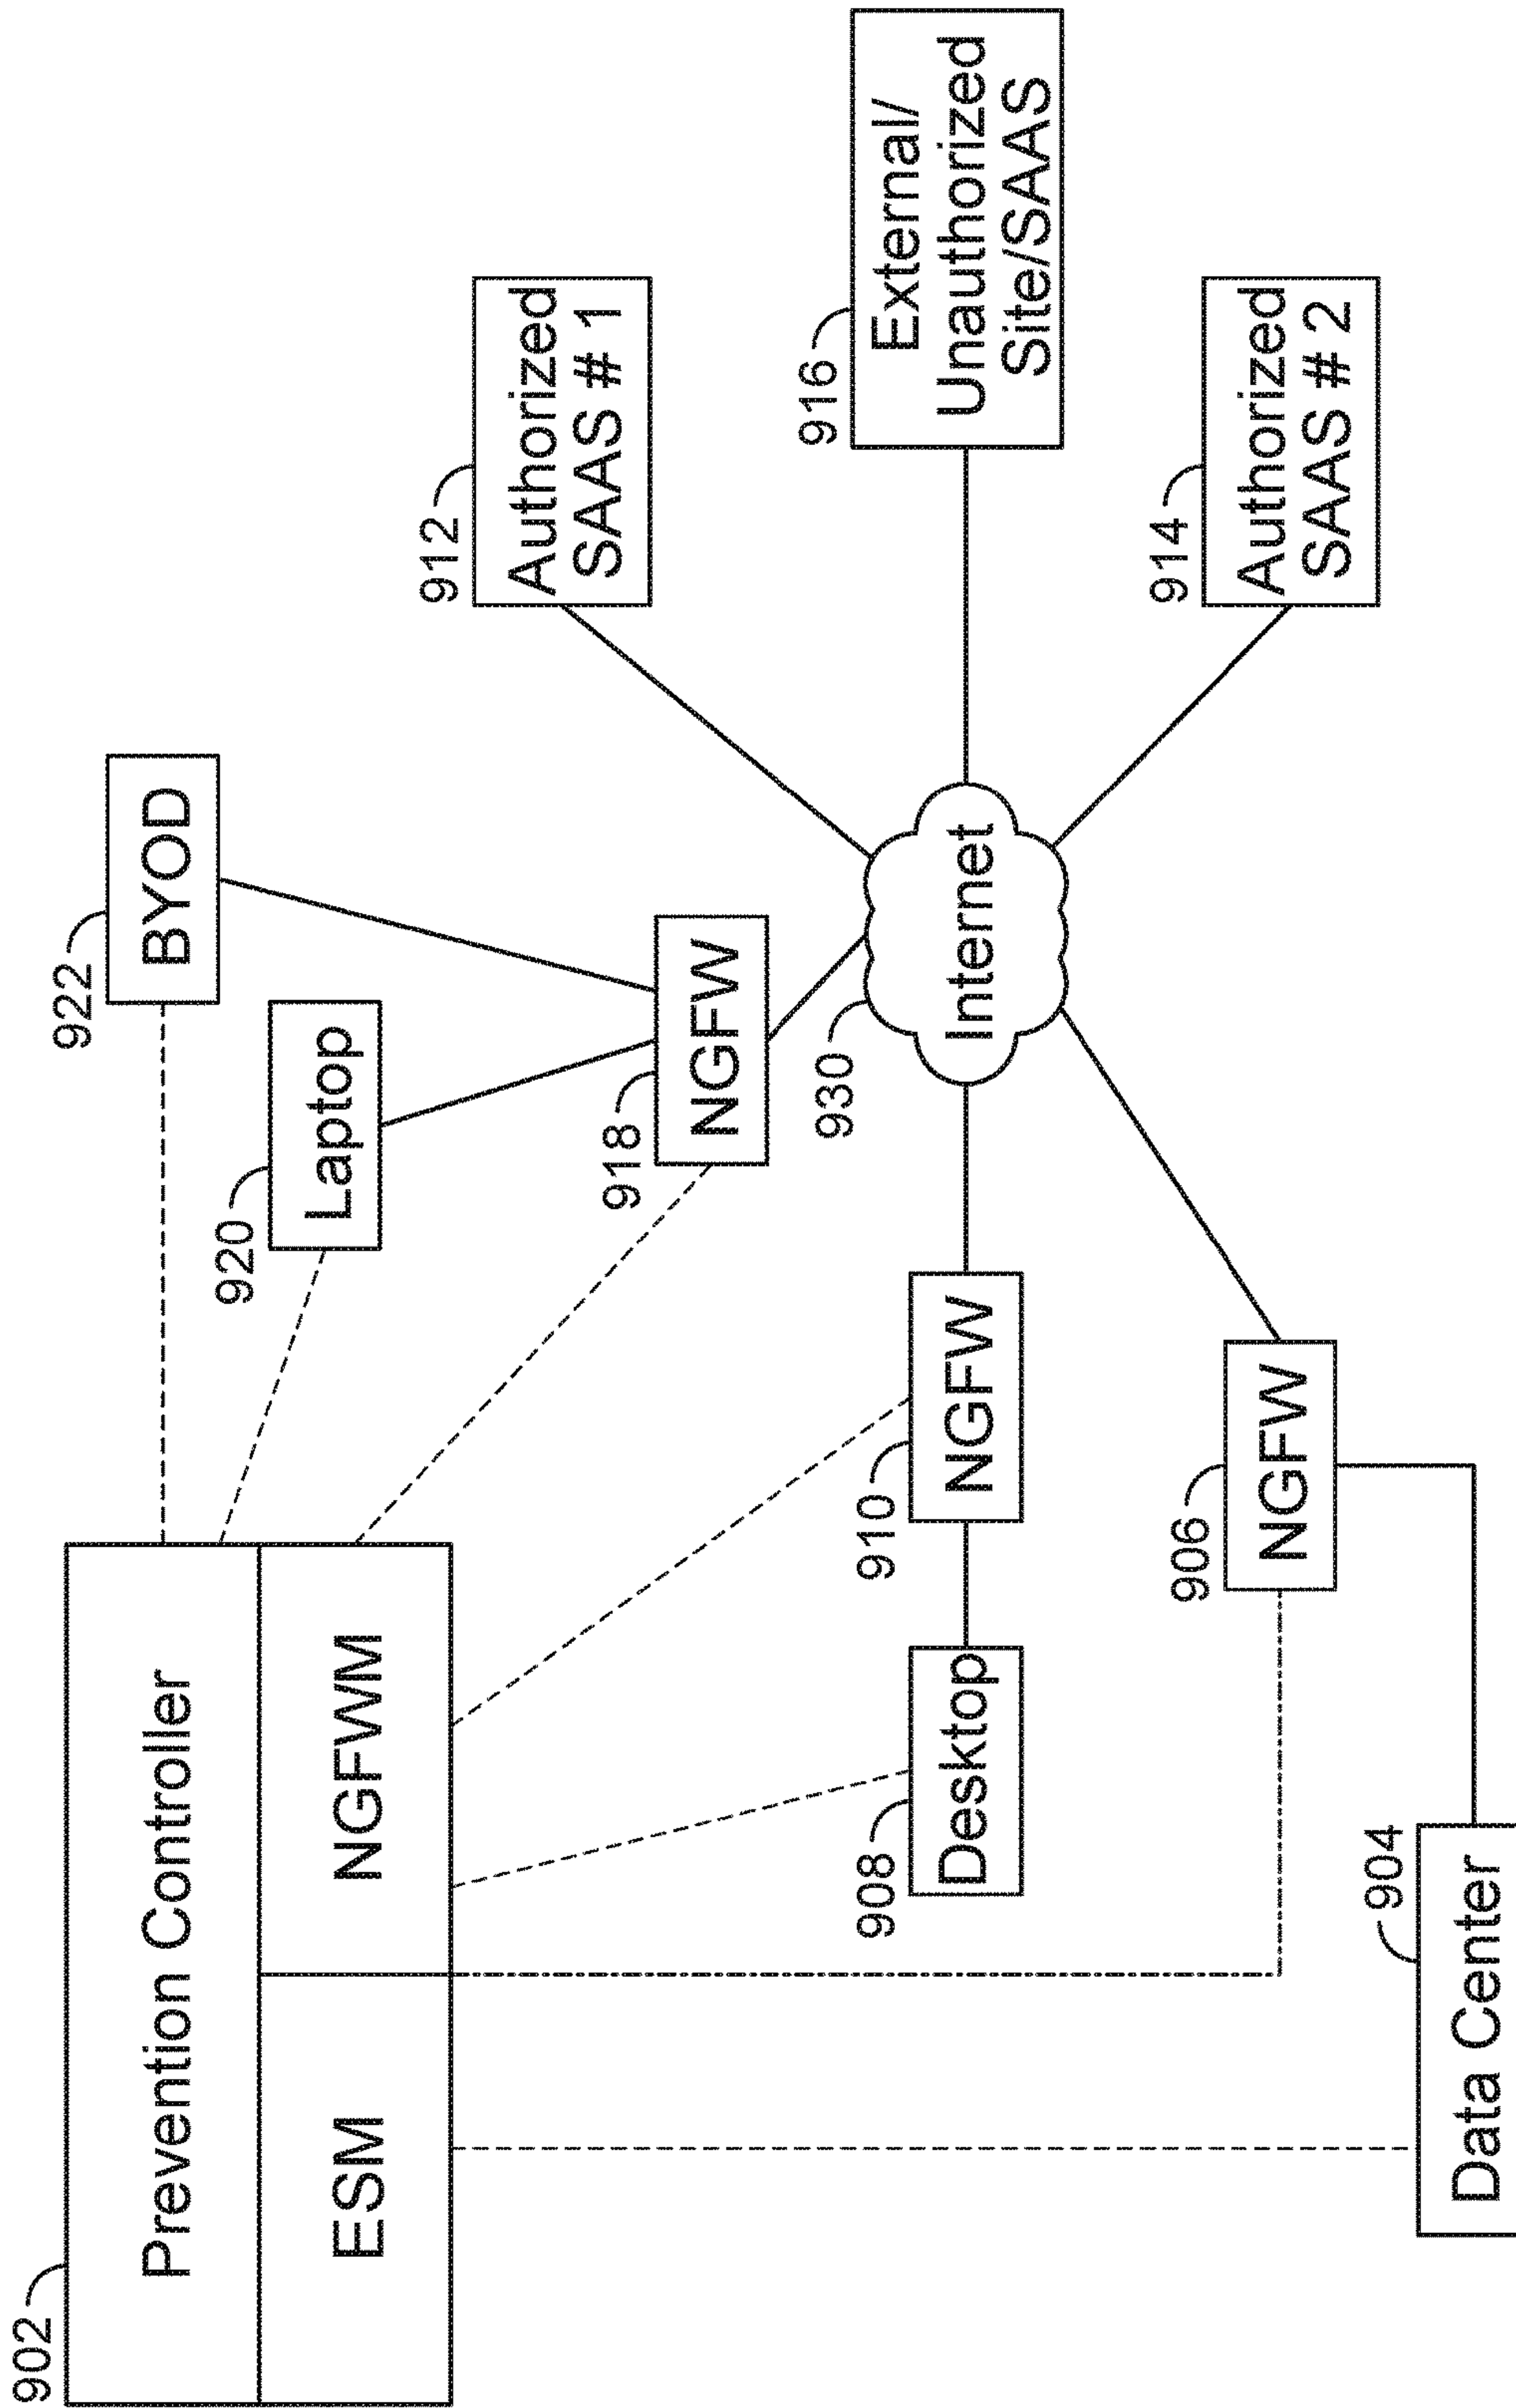 902
Prevention Controller
ESM
NGFWM
922
BYOD
920
Laptop
918
NGFW
912
Authorized
SAAS # 1
916
External/
Unauthorized
Site/SAAS
930
Internet
910
NGFW
908
Desktop
914
Authorized
SAAS # 2
906
NGFW
904
Data Center